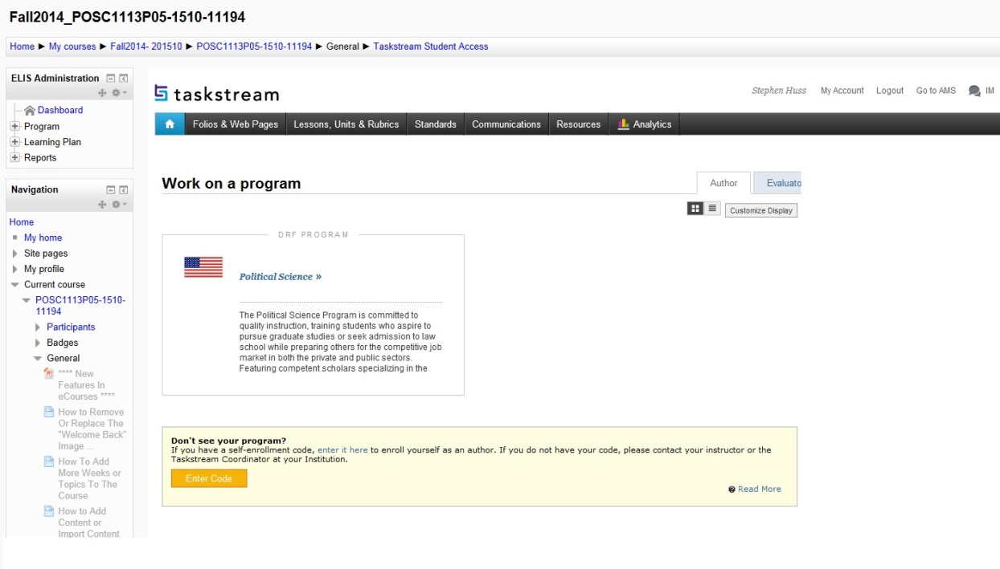 Fall2014_POSC1113P05-1510-11194
Home ► My courses ► Fall2014- 201510 ► POSC1113P05-1510-11194 ► General ► Taskstream Student Access
ELIS Administration
Dashboard
Program
Learning Plan
Reports
Navigation
Home
My home
Site pages
My profile
Current course
POSC1113P05-1510-
11194
Participants
Badges
General
**** New
Features In
eCourses ****
How to Remove
Or Replace The
"Welcome Back"
Image ...
How To Add
More Weeks or
Topics To The
Course
How to Add
Content or
Import Content
taskstream
Stephen Huss My Account Logout Go to AMS IM
Folios & Web Pages Lessons, Units & Rubrics Standards Communications Resources Analytics
Work on a program
Author Evaluato
Customize Display
DRF PROGRAM
Political Science »
The Political Science Program is committed to
quality instruction, training students who aspire to
pursue graduate studies or seek admission to law
school while preparing others for the competitive job
market in both the private and public sectors.
Featuring competent scholars specializing in the
Don't see your program?
If you have a self-enrollment code, enter it here to enroll yourself as an author. If you do not have your code, please contact your instructor or the
Taskstream Coordinator at your Institution.
Enter Code
Read More